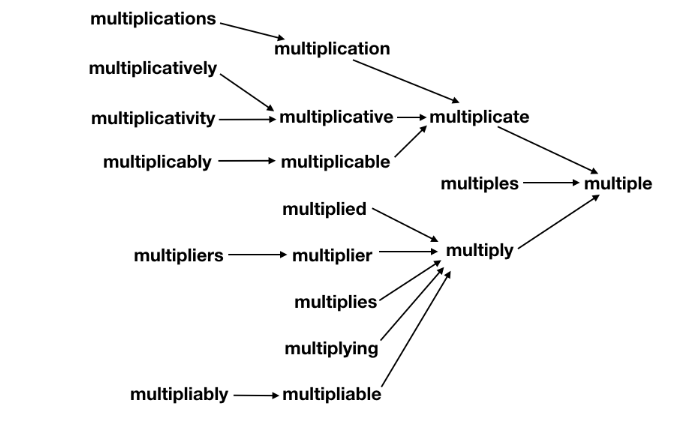 multiplications
multiplication
multiplicatively
multiplicativity multiplicative multiplicate
multiplicably multiplicable
multiples multiple
multiplied
multipliers multiplier multiply
multiplies
multiplying
multipliably multipliable